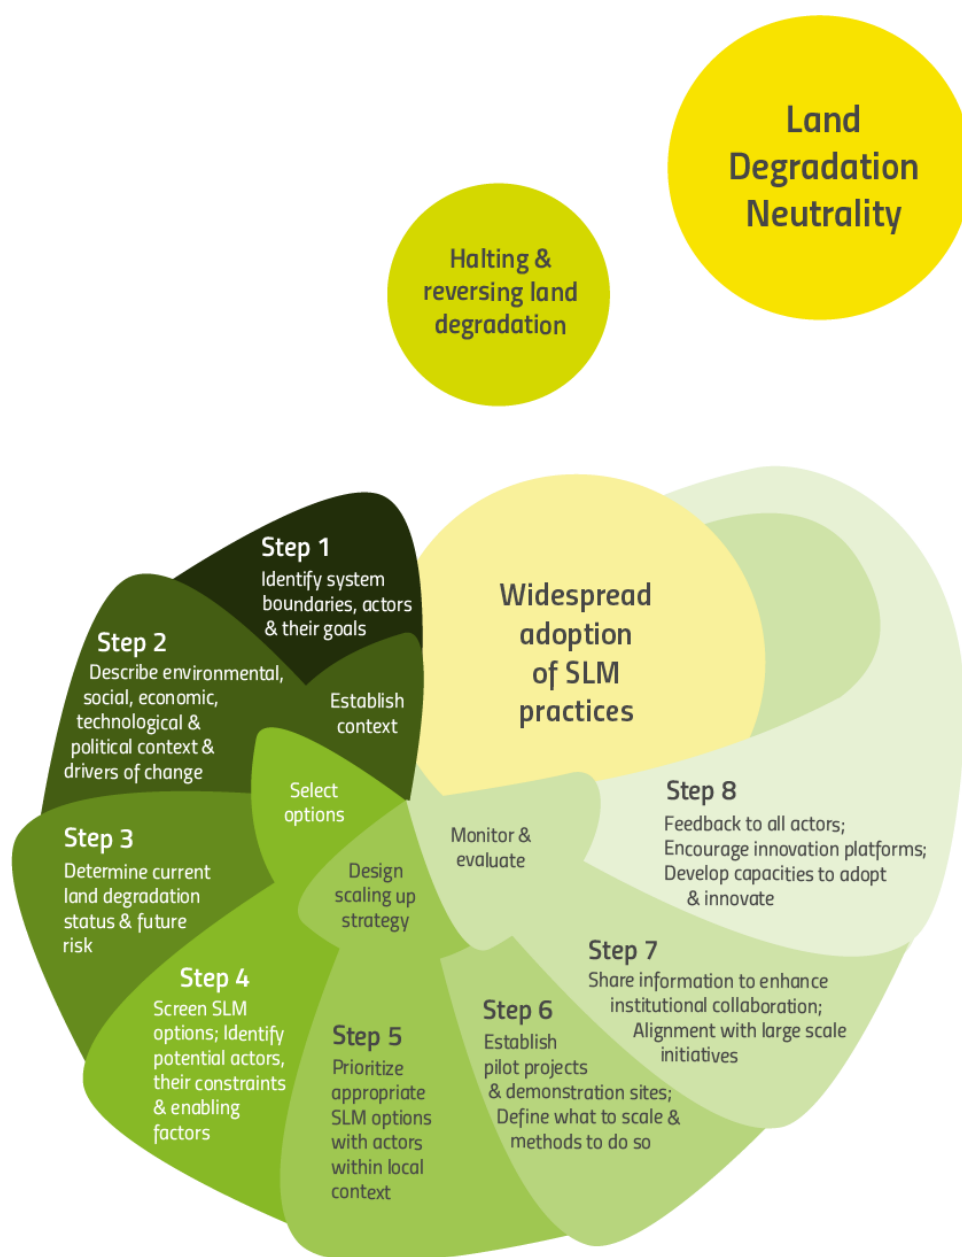 Land
Degradation
Neutrality
Halting &
reversing land
degradation
Widespread
adoption
of SLM
practices
Step 1
Identify system
boundaries, actors
& their goals
Step 2
Describe environmental,
social, economic,
technological &
political context &
drivers of change
Establish
context
Step 3
Determine current
land degradation
status & future
risk
Select
options
Step 4
Screen SLM
options; Identify
potential actors,
their constraints
& enabling
factors
Design
scaling up
strategy
Step 5
Prioritize
appropriate
SLM options
with actors
within local
context
Step 6
Establish
pilot projects
& demonstration sites;
Define what to scale &
methods to do so
Monitor &
evaluate
Step 7
Share information to enhance
institutional collaboration;
Alignment with large scale
initiatives
Step 8
Feedback to all actors;
Encourage innovation platforms;
Develop capacities to adopt
& innovate